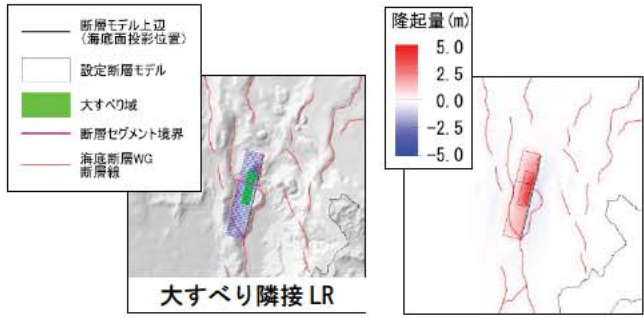 断層モデル上辺
(海底面投影位置)
設定断層モデル
大すべり域
断層セグメント境界
海底断層WG
断層線
大すべり隣接LR
隆起量(m)
5.0
2.5
0.0
-2.5
-5.0